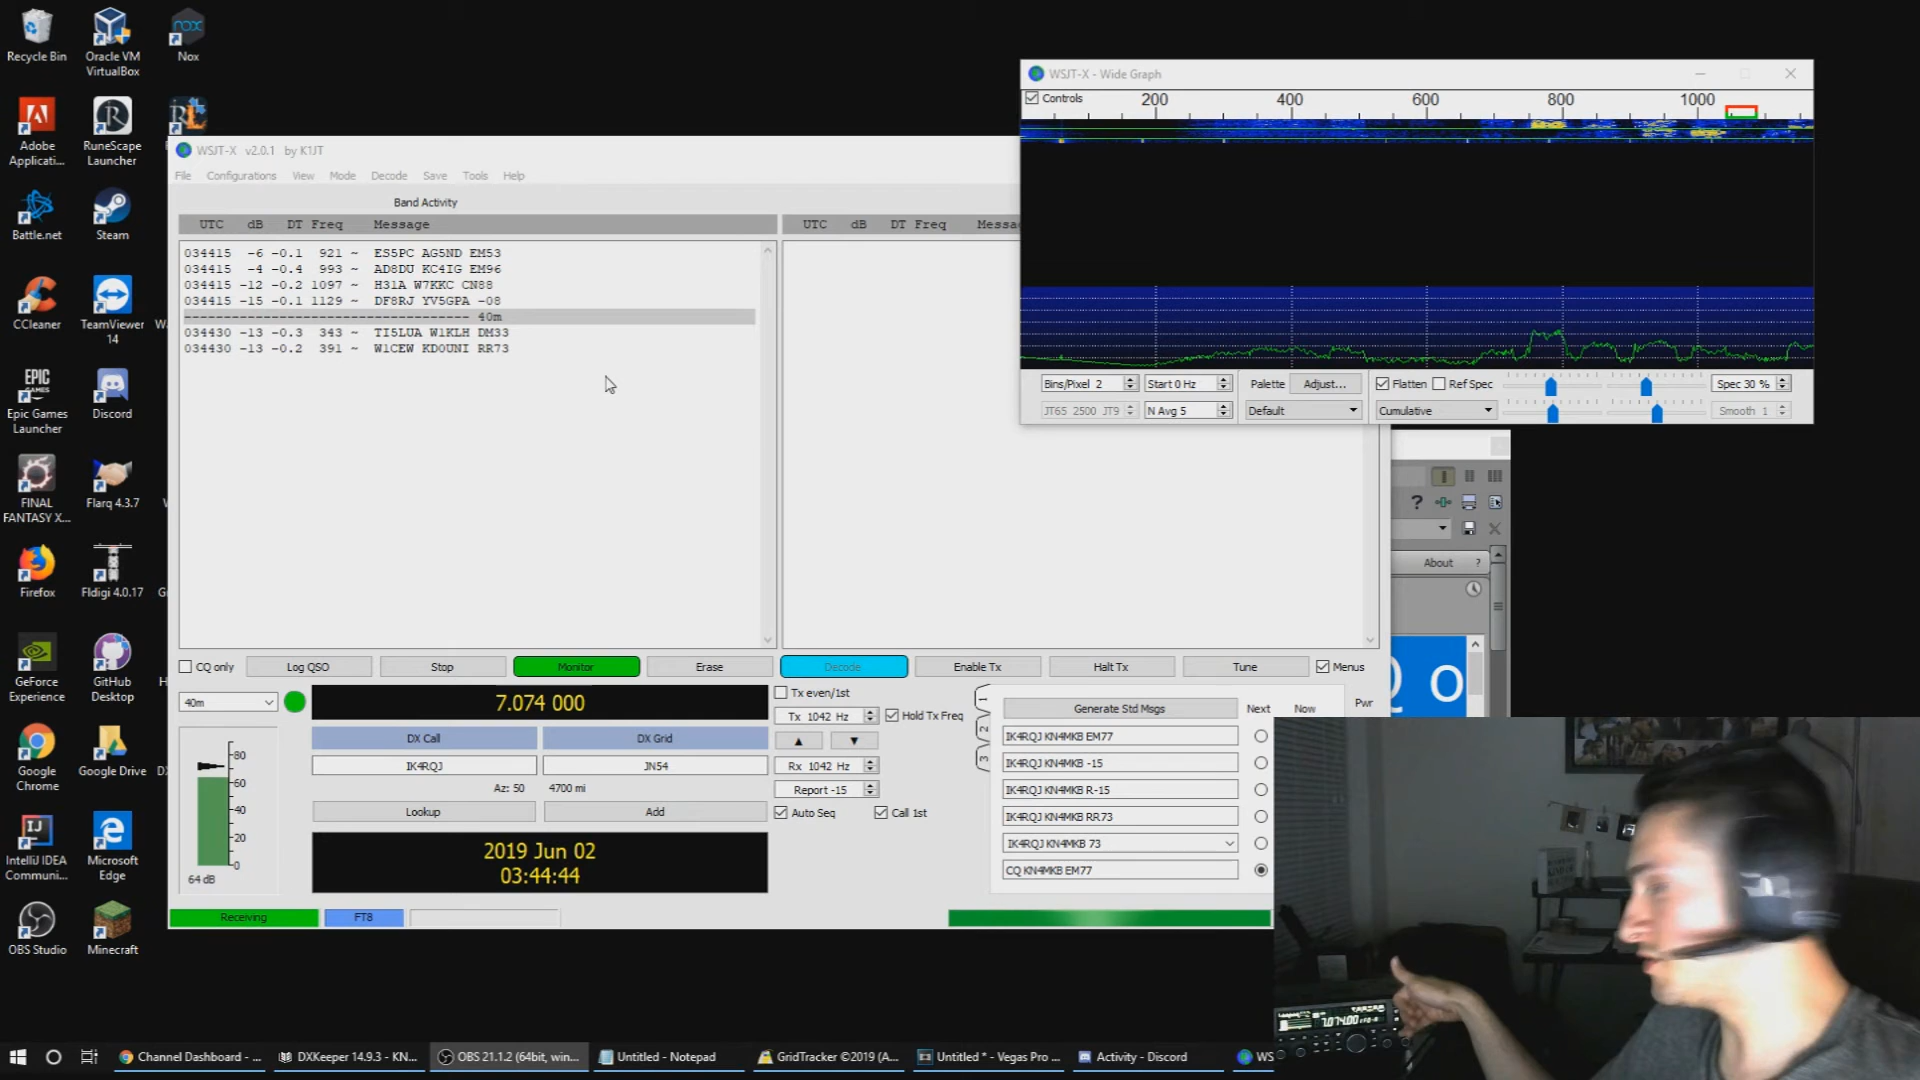 Recycle Bin
Oracle VM
VirtualBox
Nox
Adobe
Applicati...
RuneScape
Launcher
Battle.net
Steam
CCleaner
TeamViewer
14
Epic Games
Launcher
Discord
FINAL
FANTASY X...
Flarq 4.3.7
Firefox
Fldigi 4.0.17
GeForce
Experience
GitHub
Desktop
Google
Chrome
Google Drive
IntelliJ IDEA
Communi...
Microsoft
Edge
OBS Studio
Minecraft
WSJT-X v2.0.1 by K1JT
File Configurations View Mode Decode Save Tools Help
Band Activity
UTC dB DT Freq Message
034415 -6 -0.1 921 ~ ES5PC AG5ND EM53
034415 -4 -0.4 993 ~ AD8DU KC4IG EM96
034415 -12 -0.2 1097 ~ H31A W7KKC CN88
034415 -15 -0.1 1129 ~ DF8RJ YV5GPA -08
------------------------------------ 40m
034430 -13 -0.3 343 ~ TI5LUA W1KLH DM33
034430 -13 -0.2 391 ~ W1CEW KD0UNI RR73
UTC dB DT Freq Messa
WSJT-X - Wide Graph
Controls 200 400 600 800 1000
Bins/Pixel 2 Start 0 Hz Palette Adjust... Flatten Ref Spec Spec 30 %
JT65 2500 JT9 N Avg 5 Default Cumulative Smooth 1
About ?
CQ only Log QSO Stop Monitor Erase Decode Enable Tx Halt Tx Tune Menus
40m
7.074 000
Tx even/1st
Tx 1042 Hz Hold Tx Freq
DX Call DX Grid
IK4RQJ JN54
Rx 1042 Hz
Az: 50 4700 mi
Report -15
Lookup Add
Auto Seq Call 1st
2019 Jun 02
03:44:44
80
60
40
20
0
64 dB
1
2
3
Generate Std Msgs Next Now Pwr
IK4RQJ KN4MKB EM77
IK4RQJ KN4MKB -15
IK4RQJ KN4MKB R-15
IK4RQJ KN4MKB RR73
IK4RQJ KN4MKB 73
CQ KN4MKB EM77
Receiving FT8
7.074.00
Channel Dashboard - ...
DXKeeper 14.9.3 - KN...
OBS 21.1.2 (64bit, win...
Untitled - Notepad
GridTracker ©2019 (A...
Untitled * - Vegas Pro ...
Activity - Discord
WS